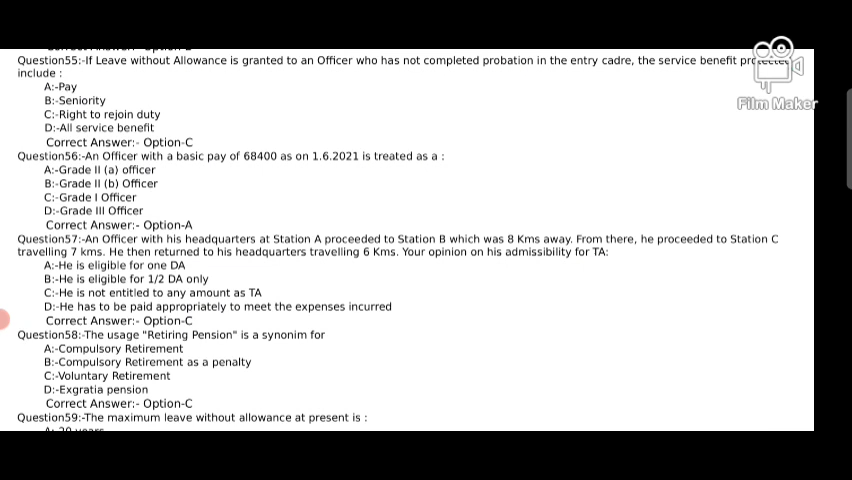 Question55:-If Leave without Allowance is granted to an Officer who has not completed probation in the entry cadre, the service benefit protected
include :
A:-Pay
B:-Seniority
C:-Right to rejoin duty
D:-All service benefit
Correct Answer:- Option-C
Question56:-An Officer with a basic pay of 68400 as on 1.6.2021 is treated as a :
A:-Grade II (a) officer
B:-Grade II (b) Officer
C:-Grade I Officer
D:-Grade III Officer
Correct Answer:- Option-A
Question57:-An Officer with his headquarters at Station A proceeded to Station B which was 8 Kms away. From there, he proceeded to Station C
travelling 7 kms. He then returned to his headquarters travelling 6 Kms. Your opinion on his admissibility for TA:
A:-He is eligible for one DA
B:-He is eligible for 1/2 DA only
C:-He is not entitled to any amount as TA
D:-He has to be paid appropriately to meet the expenses incurred
Correct Answer:- Option-C
Question58:-The usage "Retiring Pension" is a synonim for
A:-Compulsory Retirement
B:-Compulsory Retirement as a penalty
C:-Voluntary Retirement
D:-Exgratia pension
Correct Answer:- Option-C
Question59:-The maximum leave without allowance at present is :
Film Maker